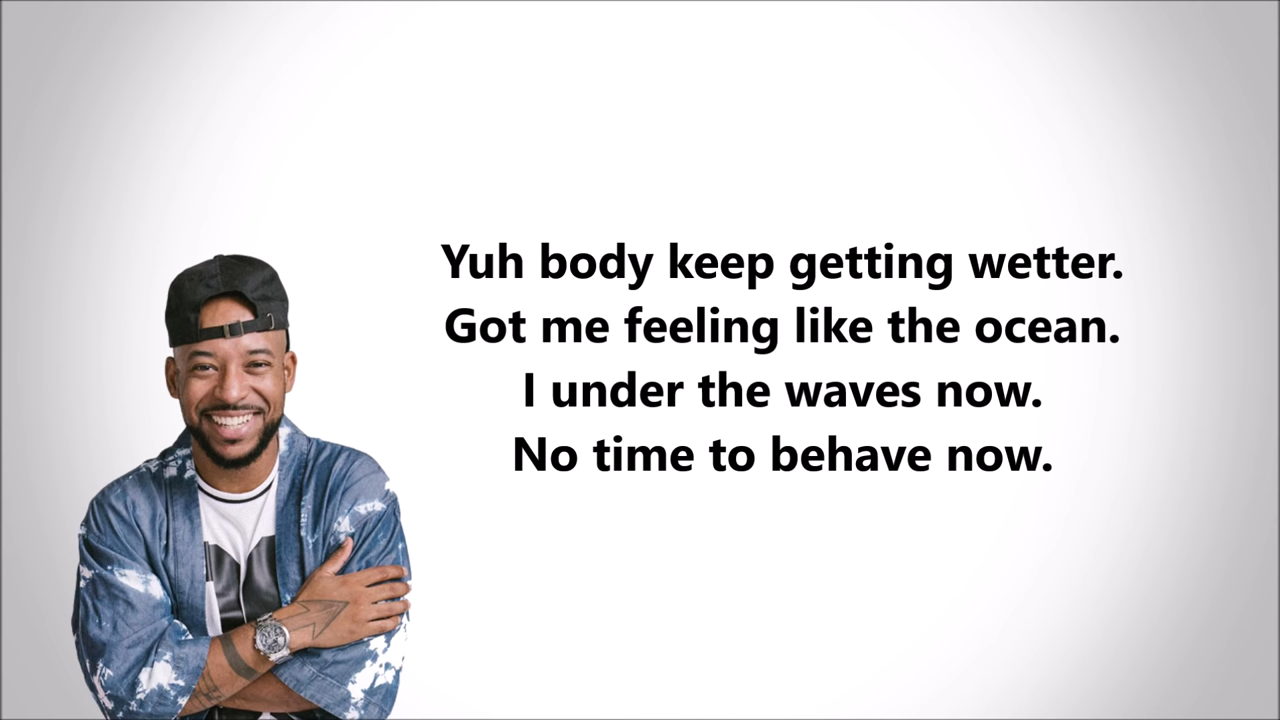 Yuh body keep getting wetter.
Got me feeling like the ocean.
I under the waves now.
No time to behave now.